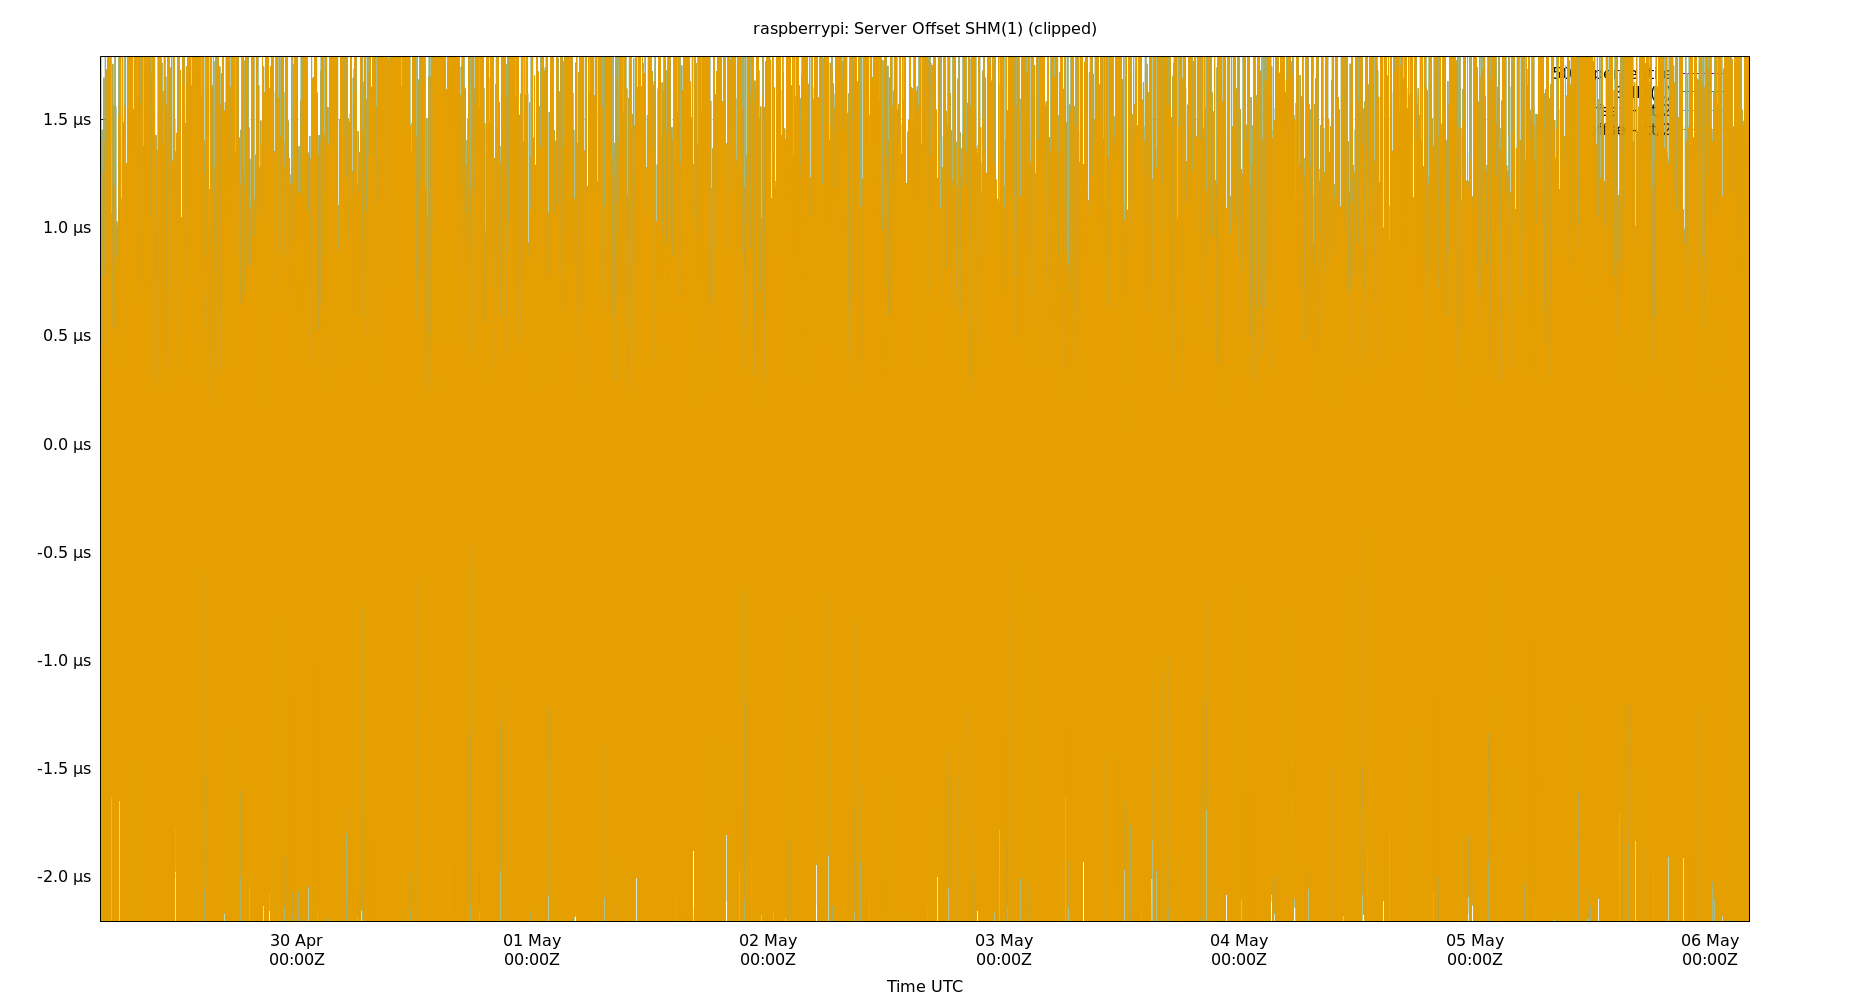 raspberrypi: Server Offset SHM(1) (clipped)
1.5 µs
1.0 µs
0.5 µs
0.0 µs
-0.5 µs
-1.0 µs
-1.5 µs
-2.0 µs
30 Apr 01 May 02 May 03 May 04 May 05 May 06 May
00:00Z 00:00Z 00:00Z 00:00Z 00:00Z 00:00Z 00:00Z
Time UTC